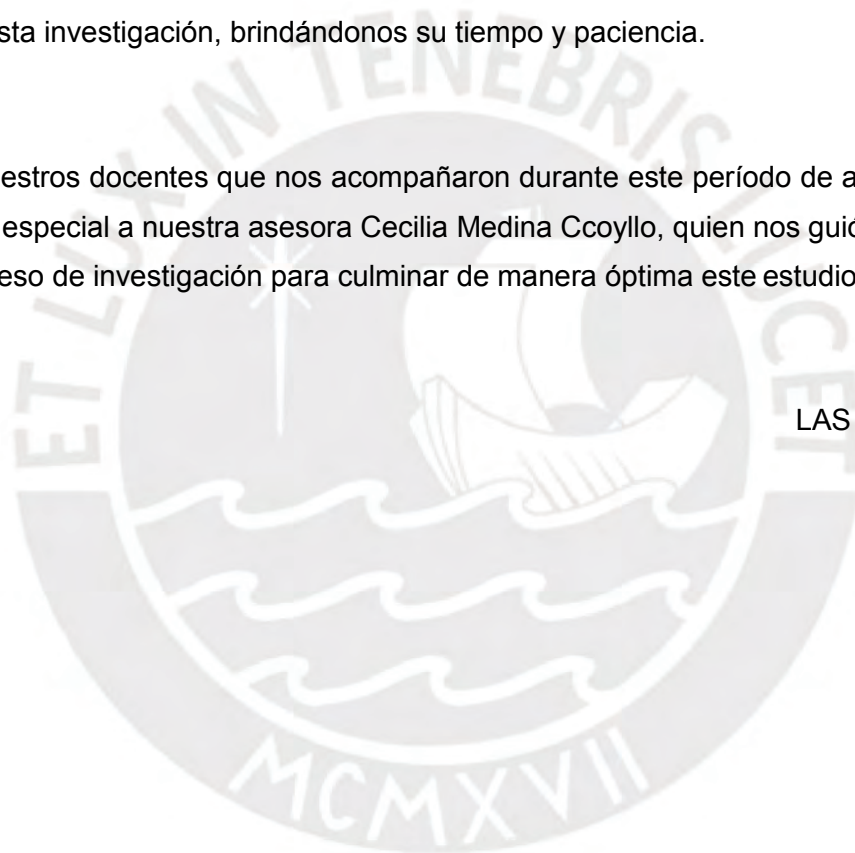 sta investigación, brindándonos su tiempo y paciencia.
estros docentes que nos acompañaron durante este período de a
especial a nuestra asesora Cecilia Medina Ccoyllo, quien nos guió
eso de investigación para culminar de manera óptima este estudio
LAS
ET LUX IN TENEBRIS LUCET
MCMXVII